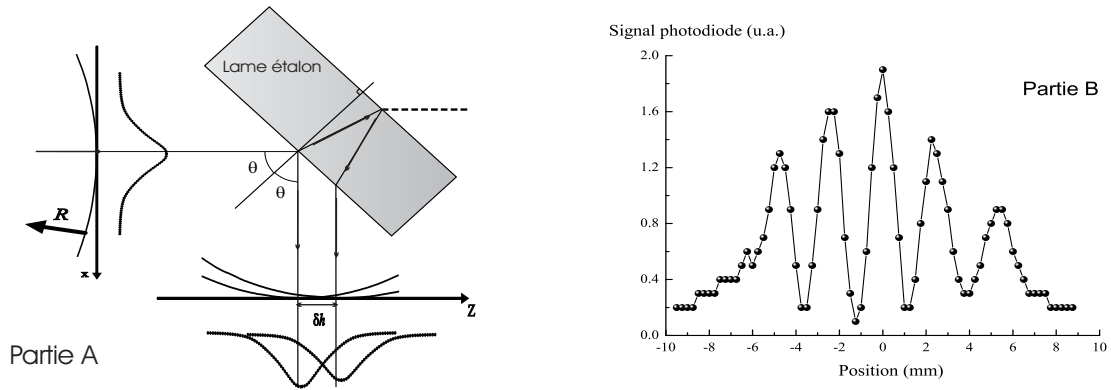 Lame étalon
θ
θ
R
x
δh
Z
Partie A
Signal photodiode (u.a.)
Partie B
2.0
1.6
1.2
0.8
0.4
0.0
-10 -8 -6 -4 -2 0 2 4 6 8 10
Position (mm)